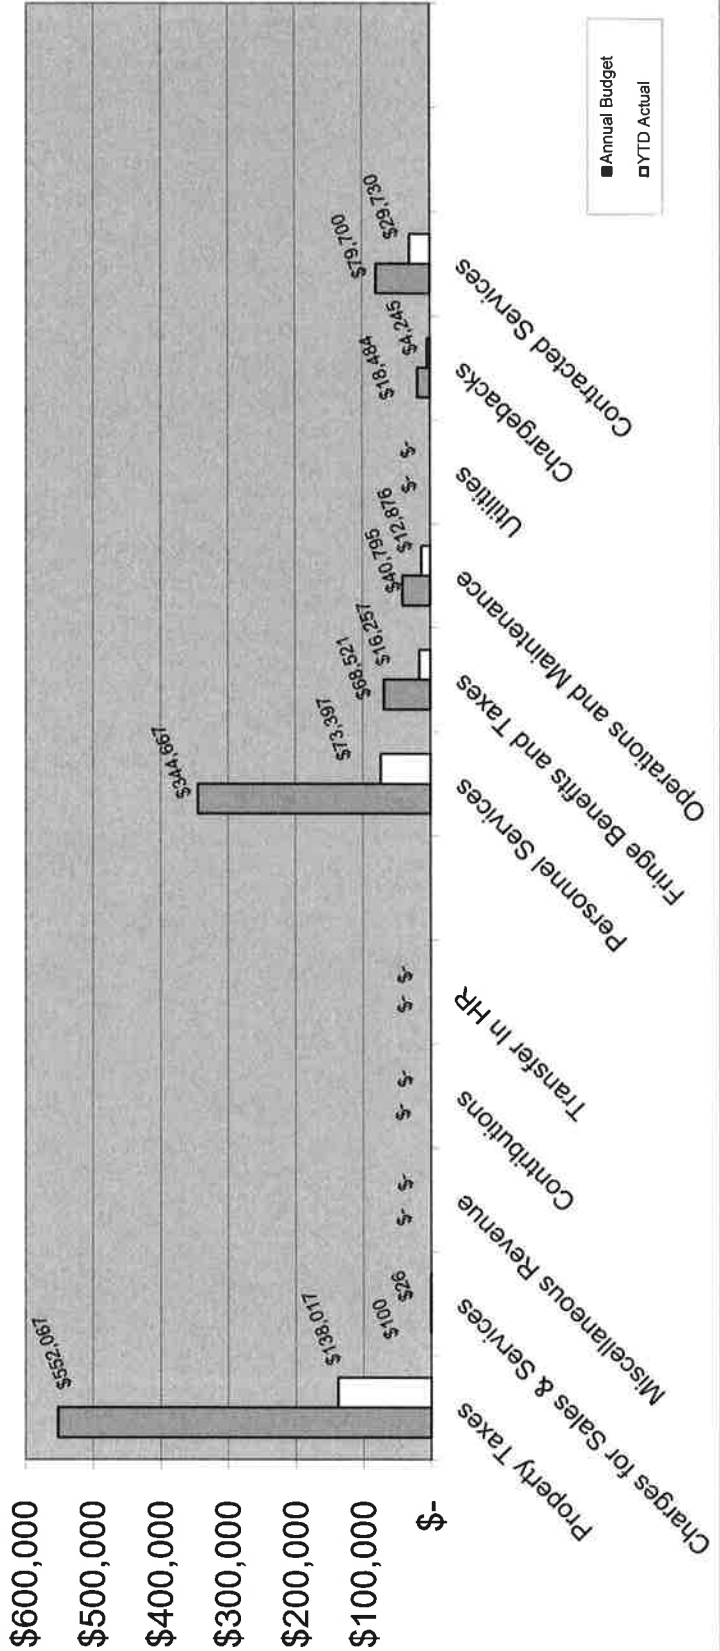 $600,000
$500,000
$400,000
$300,000
$200,000
$100,000
$-
$552,067
$138,017
$100
$26
$-
$-
$-
$-
$-
$-
$344,667
$73,397
$68,521
$16,257
$40,795
$12,876
$-
$-
$18,484
$4,245
$79,700
$29,730
Property Taxes
Charges for Sales & Services
Miscellaneous Revenue
Contributions
Transfer In HR
Personnel Services
Fringe Benefits and Taxes
Operations and Maintenance
Utilities
Chargebacks
Contracted Services
Annual Budget
YTD Actual